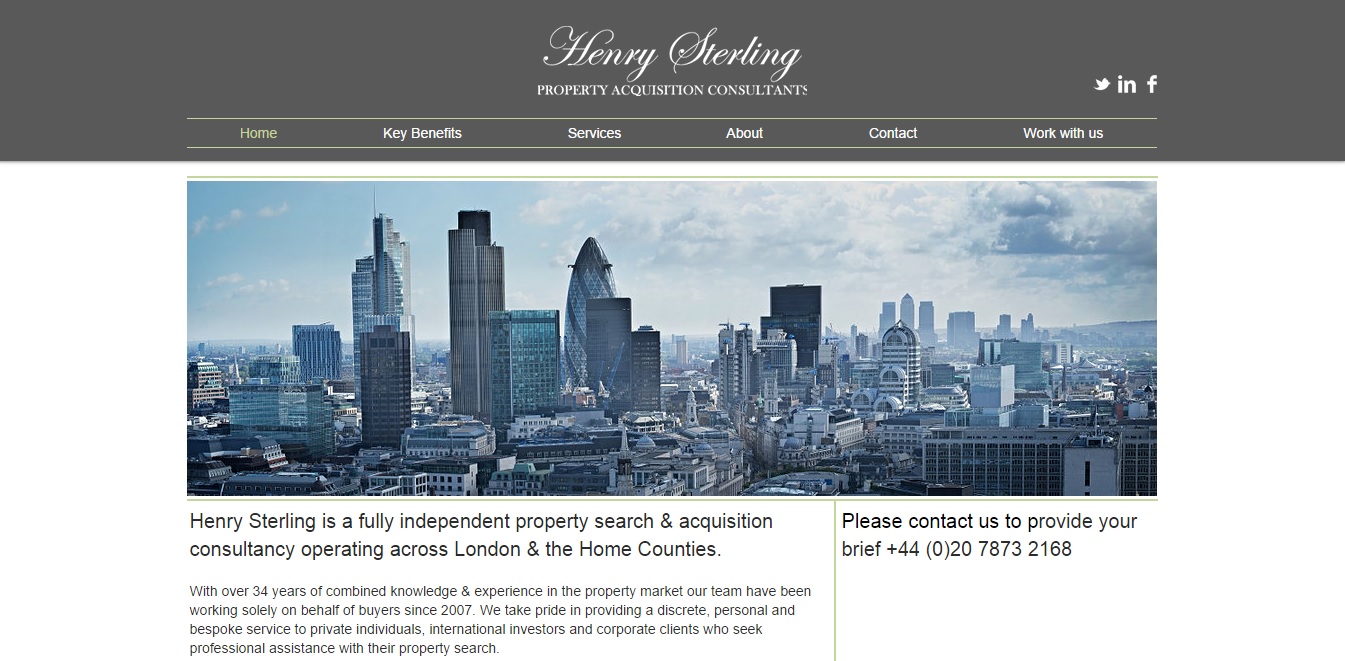 Henry Sterling
PROPERTY ACQUISITION CONSULTANTS
Home Key Benefits Services About Contact Work with us
Henry Sterling is a fully independent property search & acquisition
consultancy operating across London & the Home Counties.
With over 34 years of combined knowledge & experience in the property market our team have been
working solely on behalf of buyers since 2007. We take pride in providing a discrete, personal and
bespoke service to private individuals, international investors and corporate clients who seek
professional assistance with their property search.
Please contact us to provide your
brief +44 (0)20 7873 2168